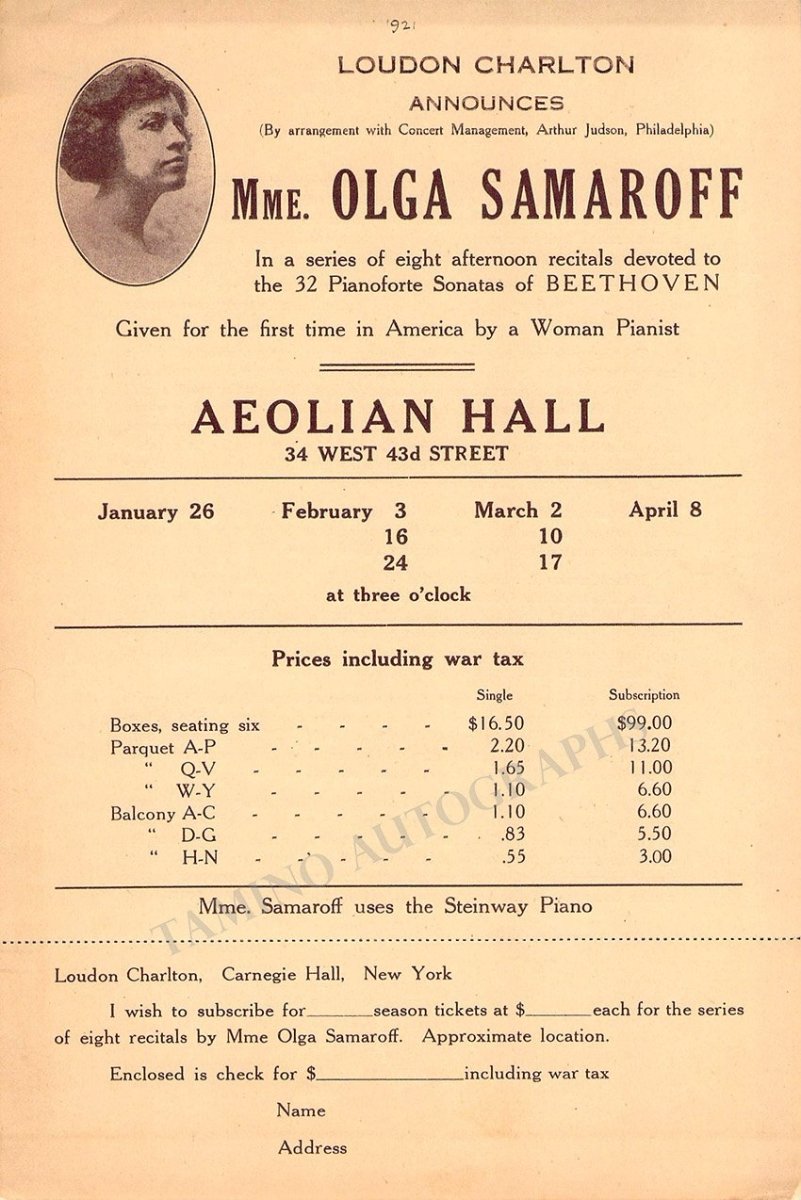 '921
LOUDON CHARLTON
ANNOUNCES
(By arrangement with Concert Management, Arthur Judson, Philadelphia)
MME. OLGA SAMAROFF
In a series of eight afternoon recitals devoted to
the 32 Pianoforte Sonatas of BEETHOVEN
Given for the first time in America by a Woman Pianist
AEOLIAN HALL
34 WEST 43d STREET
January 26 February 3 March 2 April 8
16 10
24 17
at three o'clock
Prices including war tax
Single Subscription
Boxes, seating six - - - - $16.50 $99.00
Parquet A-P - - - - - 2.20 13.20
“ Q-V - - - - - 1.65 11.00
“ W-Y - - - - - 1.10 6.60
Balcony A-C - - - - - 1.10 6.60
“ D-G - - - - - .83 5.50
“ H-N - - - - - .55 3.00
TAMINO AUTOGRAPHS
Mme. Samaroff uses the Steinway Piano
Loudon Charlton, Carnegie Hall, New York
I wish to subscribe for______season tickets at $______each for the series
of eight recitals by Mme Olga Samaroff. Approximate location.
Enclosed is check for $______________including war tax
Name
Address